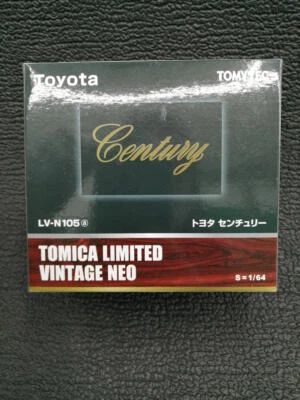 Toyota TOMYTEC
Century
LV-N105ⓐ トヨタ センチュリー
TOMICA LIMITED
VINTAGE NEO
S=1/64